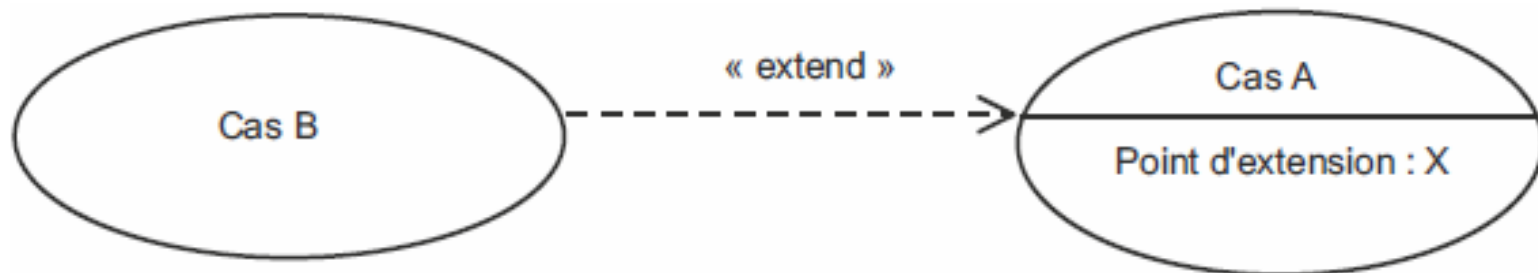 « extend »
Cas A
Cas B
Point d'extension : X